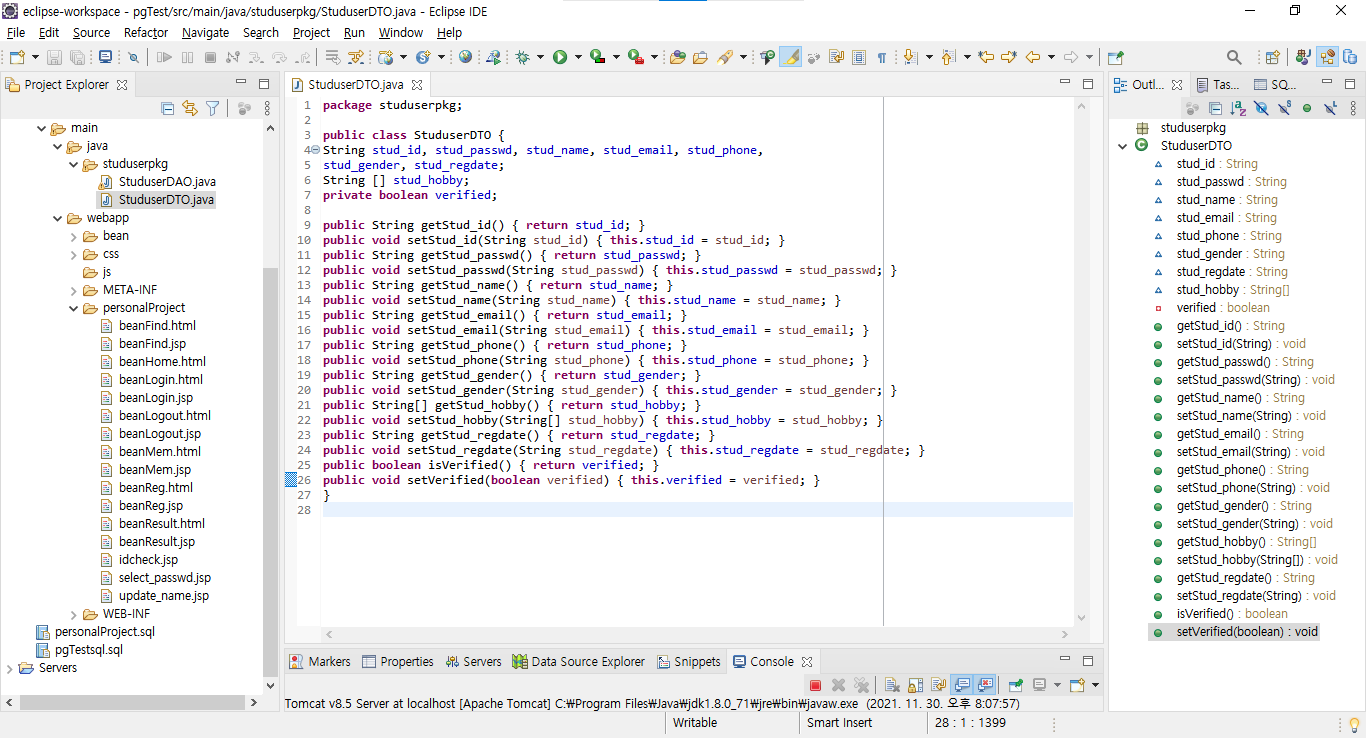 eclipse-workspace - pgTest/src/main/java/studuserpkg/StuduserDTO.java - Eclipse IDE
File Edit Source Refactor Navigate Search Project Run Window Help
Project Explorer
main
java
studuserpkg
StuduserDAO.java
StuduserDTO.java
webapp
bean
css
js
META-INF
personalProject
beanFind.html
beanFind.jsp
beanHome.html
beanLogin.html
beanLogin.jsp
beanLogout.html
beanLogout.jsp
beanMem.html
beanMem.jsp
beanReg.html
beanReg.jsp
beanResult.html
beanResult.jsp
idcheck.jsp
select_passwd.jsp
update_name.jsp
WEB-INF
personalProject.sql
pgTestsql.sql
Servers
StuduserDTO.java
1 package studuserpkg;
2
3 public class StuduserDTO {
4 String stud_id, stud_passwd, stud_name, stud_email, stud_phone,
5 stud_gender, stud_regdate;
6 String [] stud_hobby;
7 private boolean verified;
8
9 public String getStud_id() { return stud_id; }
10 public void setStud_id(String stud_id) { this.stud_id = stud_id; }
11 public String getStud_passwd() { return stud_passwd; }
12 public void setStud_passwd(String stud_passwd) { this.stud_passwd = stud_passwd; }
13 public String getStud_name() { return stud_name; }
14 public void setStud_name(String stud_name) { this.stud_name = stud_name; }
15 public String getStud_email() { return stud_email; }
16 public void setStud_email(String stud_email) { this.stud_email = stud_email; }
17 public String getStud_phone() { return stud_phone; }
18 public void setStud_phone(String stud_phone) { this.stud_phone = stud_phone; }
19 public String getStud_gender() { return stud_gender; }
20 public void setStud_gender(String stud_gender) { this.stud_gender = stud_gender; }
21 public String[] getStud_hobby() { return stud_hobby; }
22 public void setStud_hobby(String[] stud_hobby) { this.stud_hobby = stud_hobby; }
23 public String getStud_regdate() { return stud_regdate; }
24 public void setStud_regdate(String stud_regdate) { this.stud_regdate = stud_regdate; }
25 public boolean isVerified() { return verified; }
26 public void setVerified(boolean verified) { this.verified = verified; }
27 }
28
Outl... Tas... SQ...
studuserpkg
StuduserDTO
stud_id : String
stud_passwd : String
stud_name : String
stud_email : String
stud_phone : String
stud_gender : String
stud_regdate : String
stud_hobby : String[]
verified : boolean
getStud_id() : String
setStud_id(String) : void
getStud_passwd() : String
setStud_passwd(String) : void
getStud_name() : String
setStud_name(String) : void
getStud_email() : String
setStud_email(String) : void
getStud_phone() : String
setStud_phone(String) : void
getStud_gender() : String
setStud_gender(String) : void
getStud_hobby() : String[]
setStud_hobby(String[]) : void
getStud_regdate() : String
setStud_regdate(String) : void
isVerified() : boolean
setVerified(boolean) : void
Markers Properties Servers Data Source Explorer Snippets Console
Tomcat v8.5 Server at localhost [Apache Tomcat] C:₩Program Files₩Java₩jdk1.8.0_71₩jre₩bin₩javaw.exe (2021. 11. 30. 오후 8:07:57)
Writable Smart Insert 28 : 1 : 1399